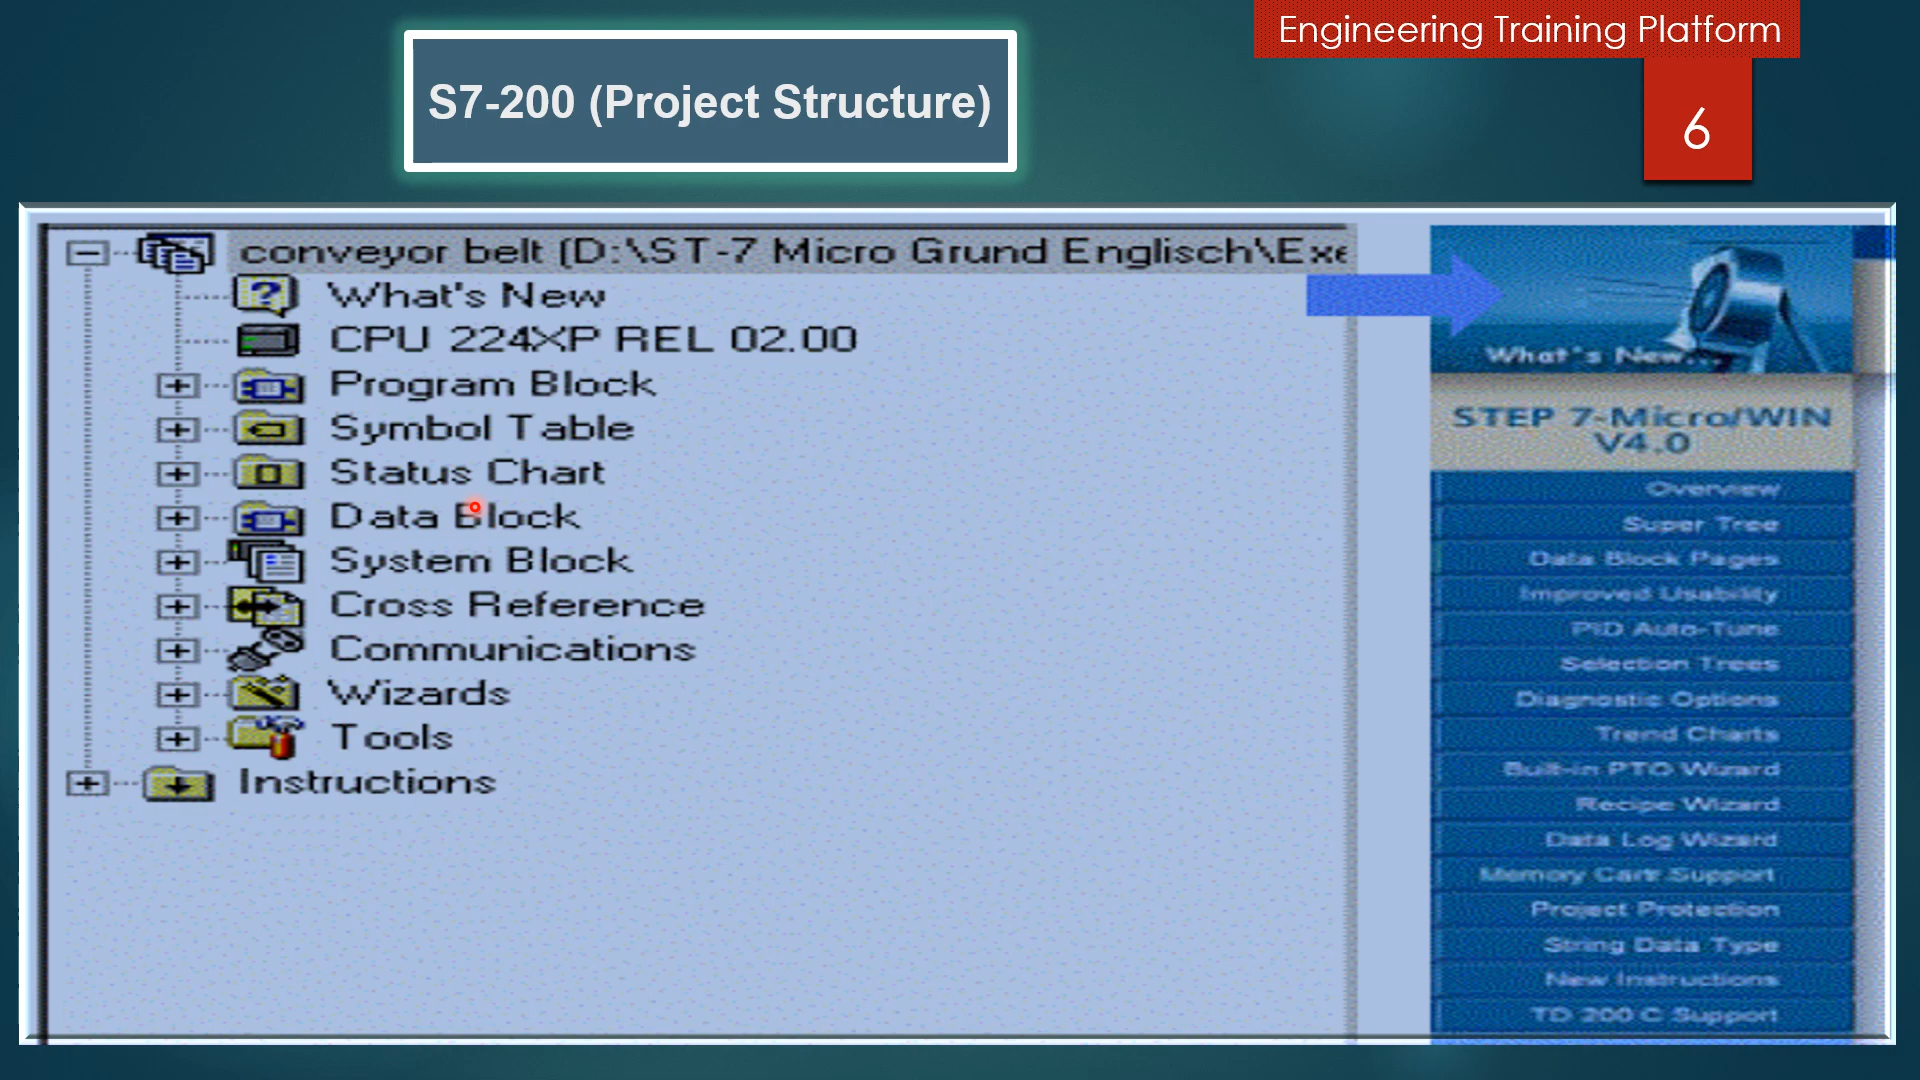 Engineering Training Platform
S7-200 (Project Structure)
6
conveyor belt (D:\ST-7 Micro Grund Englisch\Exe
What's New
CPU 224XP REL 02.00
Program Block
Symbol Table
Status Chart
Data Block
System Block
Cross Reference
Communications
Wizards
Tools
Instructions
What's New...
STEP 7-Micro/WIN
V4.0
Overview
Super Tree
Data Block Pages
Improved Usability
PID Auto-Tune
Selection Trees
Diagnostic Options
Trend Charts
Built-in PTO Wizard
Recipe Wizard
Data Log Wizard
Memory Cart Support
Project Protection
String Data Type
New Instructions
TD 200 C Support